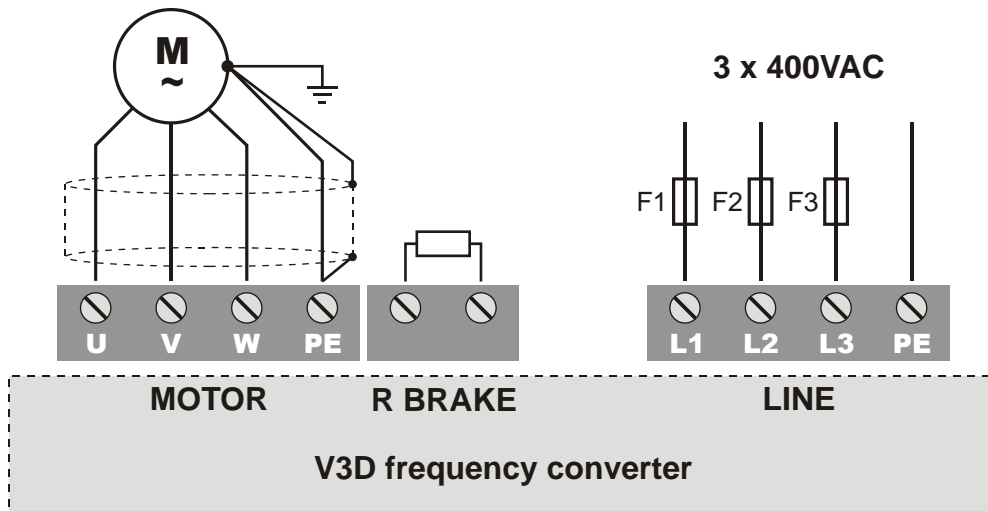 M
~
3 x 400VAC
F1 F2 F3
U V W PE
L1 L2 L3 PE
MOTOR R BRAKE LINE
V3D frequency converter